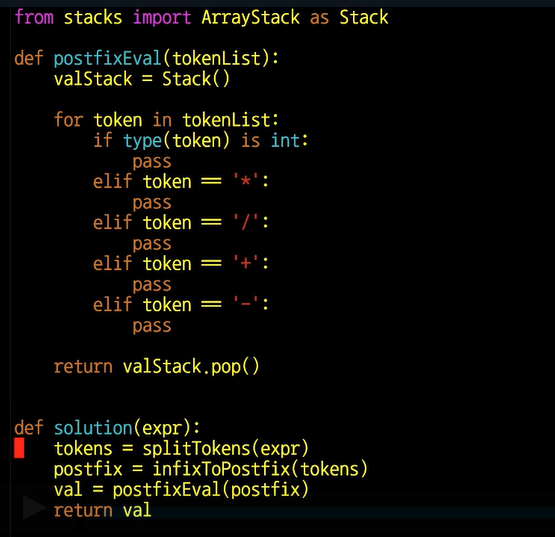 from stacks import ArrayStack as Stack

def postfixEval(tokenList):
    valStack = Stack()

    for token in tokenList:
        if type(token) is int:
            pass
        elif token == '*':
            pass
        elif token == '/':
            pass
        elif token == '+':
            pass
        elif token == '-':
            pass

    return valStack.pop()


def solution(expr):
    tokens = splitTokens(expr)
    postfix = infixToPostfix(tokens)
    val = postfixEval(postfix)
    return val